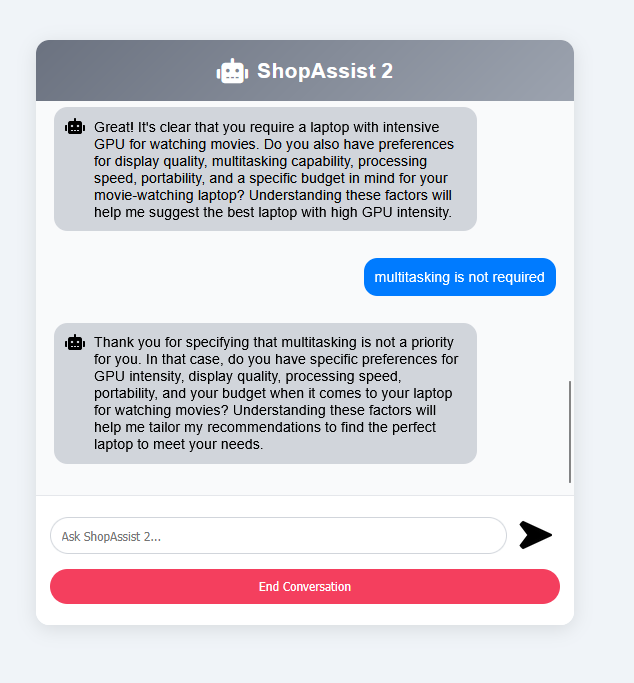 ShopAssist 2
Great! It's clear that you require a laptop with intensive
GPU for watching movies. Do you also have preferences
for display quality, multitasking capability, processing
speed, portability, and a specific budget in mind for your
movie-watching laptop? Understanding these factors will
help me suggest the best laptop with high GPU intensity.
multitasking is not required
Thank you for specifying that multitasking is not a priority
for you. In that case, do you have specific preferences for
GPU intensity, display quality, processing speed,
portability, and your budget when it comes to your laptop
for watching movies? Understanding these factors will
help me tailor my recommendations to find the perfect
laptop to meet your needs.
Ask ShopAssist 2...
End Conversation